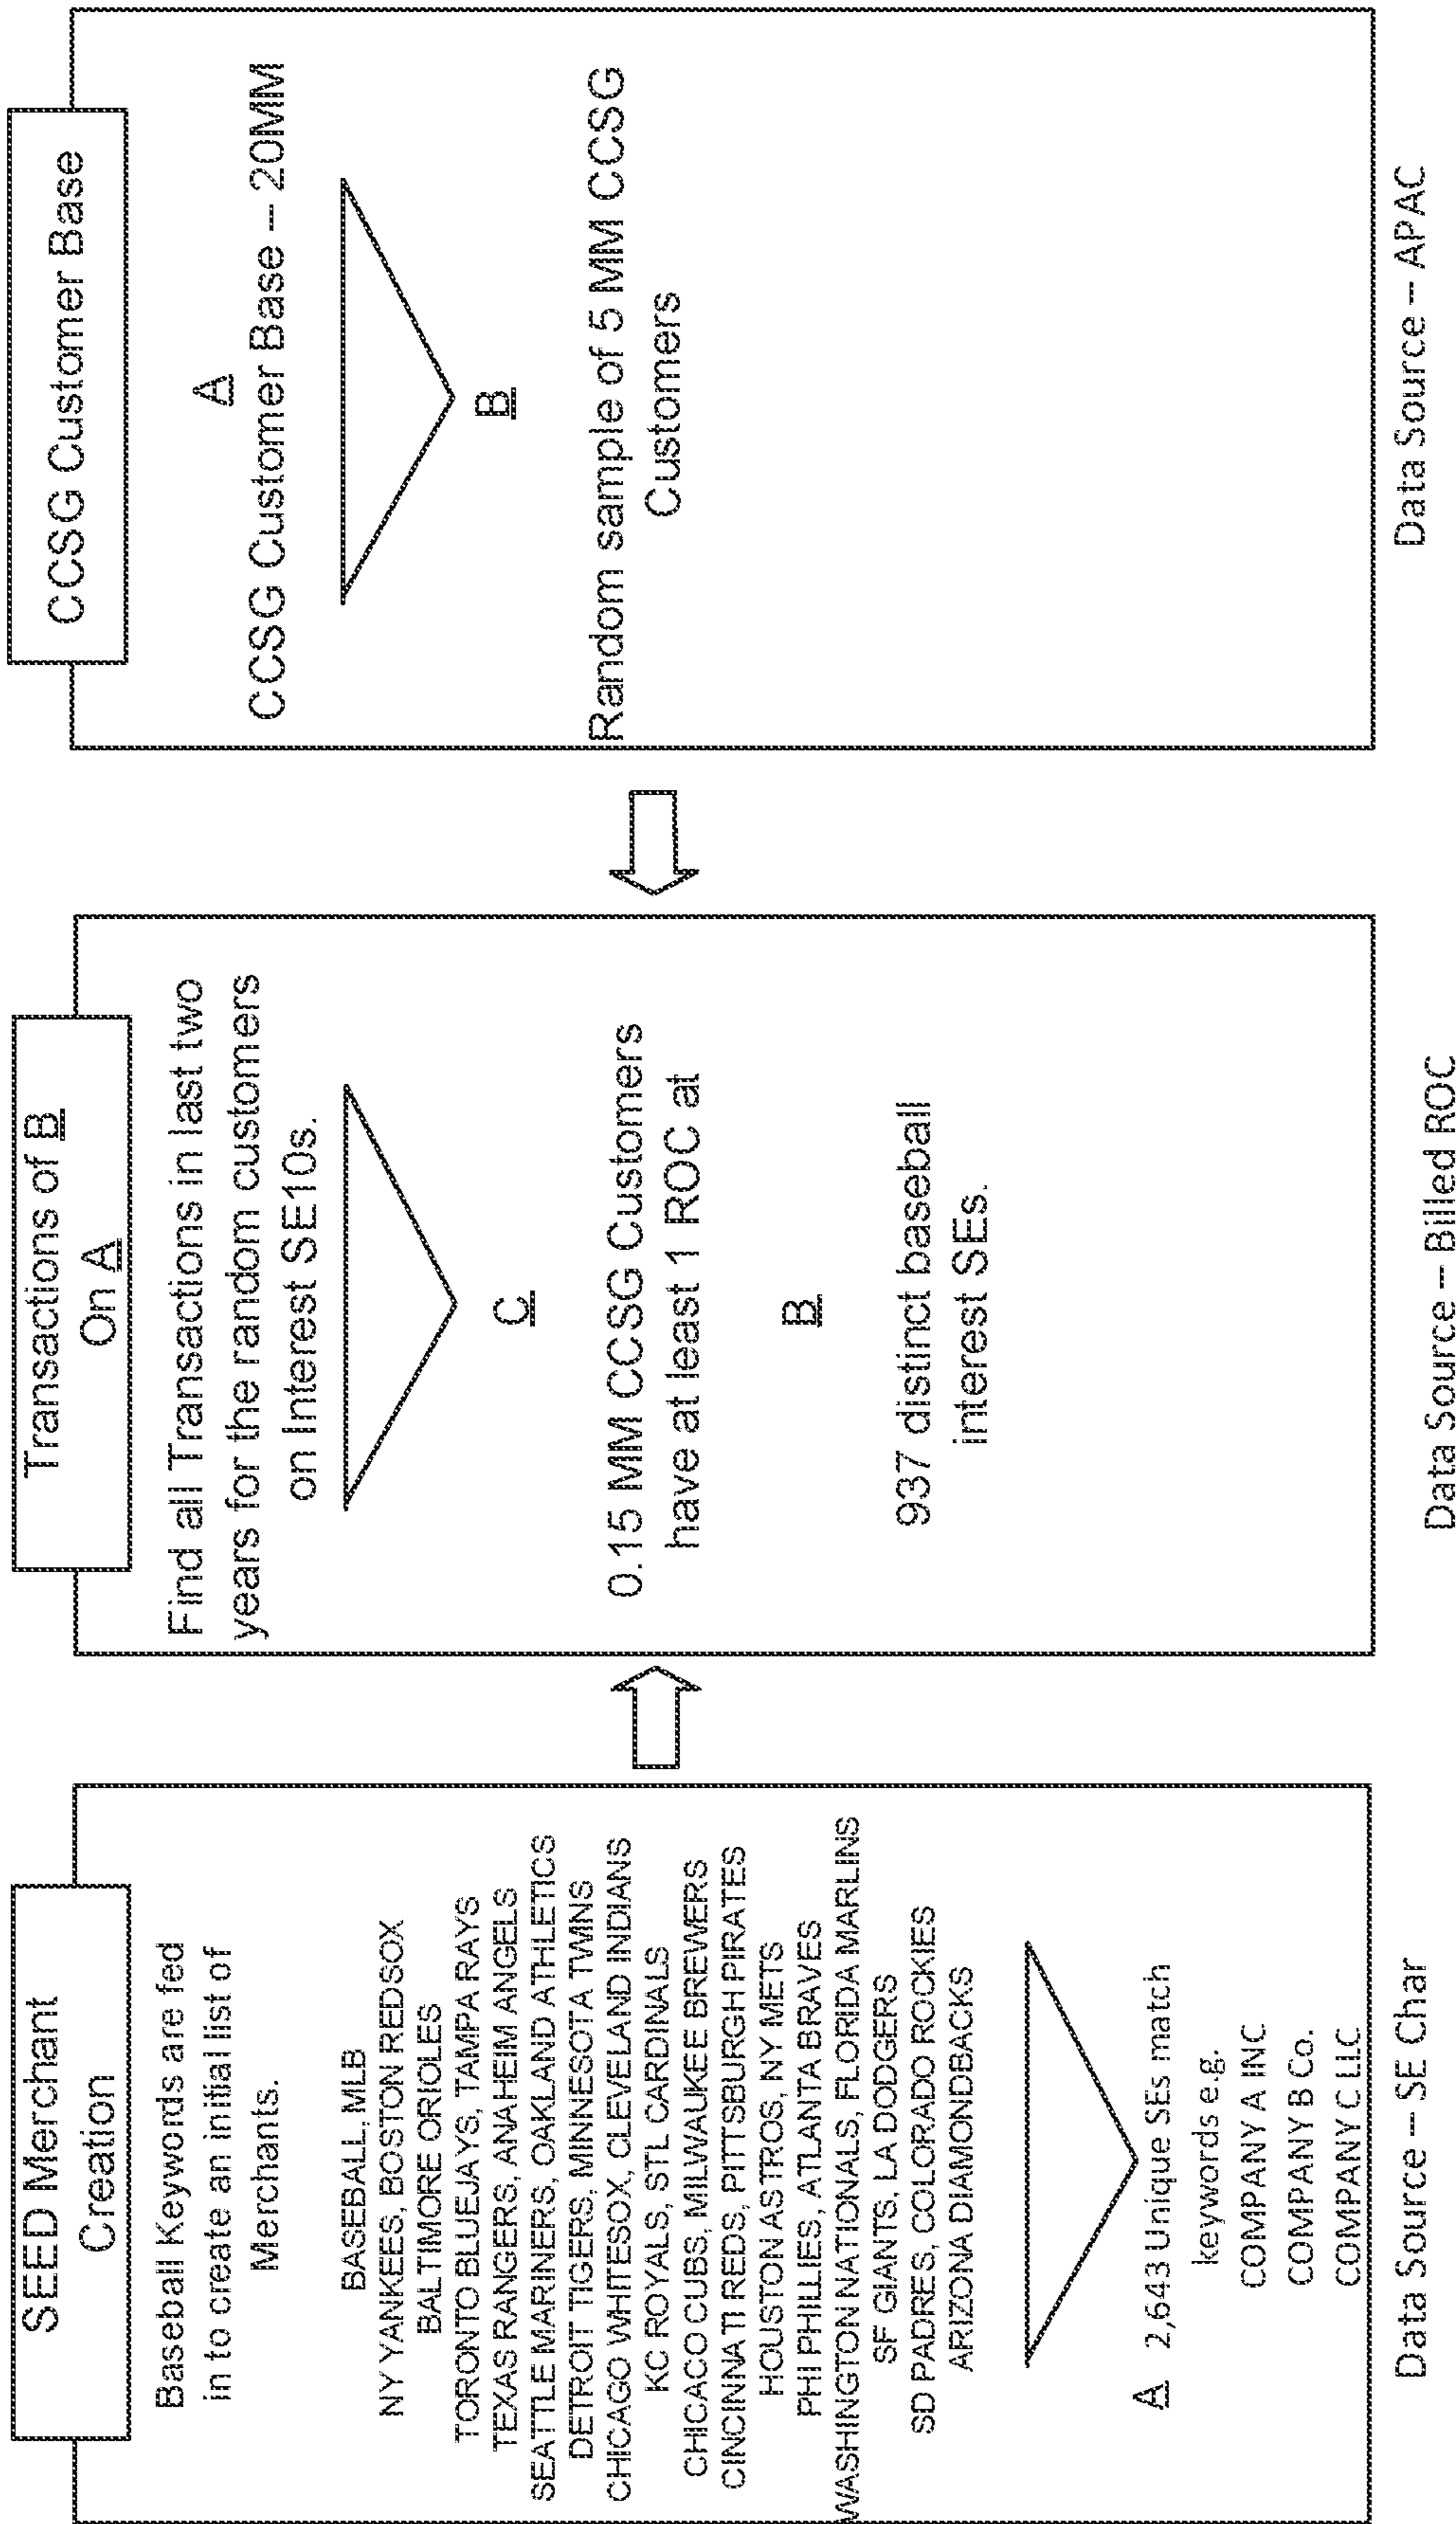 SEED Merchant
Creation
Baseball Keywords are fed
in to create an initial list of
Merchants.
BASEBALL, MLB
NY YANKEES, BOSTON REDSOX
BALTIMORE ORIOLES
TORONTO BLUEJAYS, TAMPA RAYS
TEXAS RANGERS, ANAHEIM ANGELS
SEATTLE MARINERS, OAKLAND ATHLETICS
DETROIT TIGERS, MINNESOTA TWINS
CHICAGO WHITESOX, CLEVELAND INDIANS
KC ROYALS, STL CARDINALS
CHICACO CUBS, MILWAUKEE BREWERS
CINCINNATI REDS, PITTSBURGH PIRATES
HOUSTON ASTROS, NY METS
PHI PHILLIES, ATLANTA BRAVES
WASHINGTON NATIONALS, FLORIDA MARLINS
SF GIANTS, LA DODGERS
SD PADRES, COLORADO ROCKIES
ARIZONA DIAMONDBACKS
A 2,643 Unique SEs match
keywords e.g.
COMPANY A INC.
COMPANY B Co.
COMPANY C LLC.
Data Source -- SE Char
Transactions of B
On A
Find all Transactions in last two
years for the random customers
on Interest SE10s.
C
0.15 MM CCSG Customers
have at least 1 ROC at
B
937 distinct baseball
interest SEs.
Data Source -- Billed ROC
CCSG Customer Base
A
CCSG Customer Base -- 20MM
B
Random sample of 5 MM CCSG
Customers
Data Source -- APAC